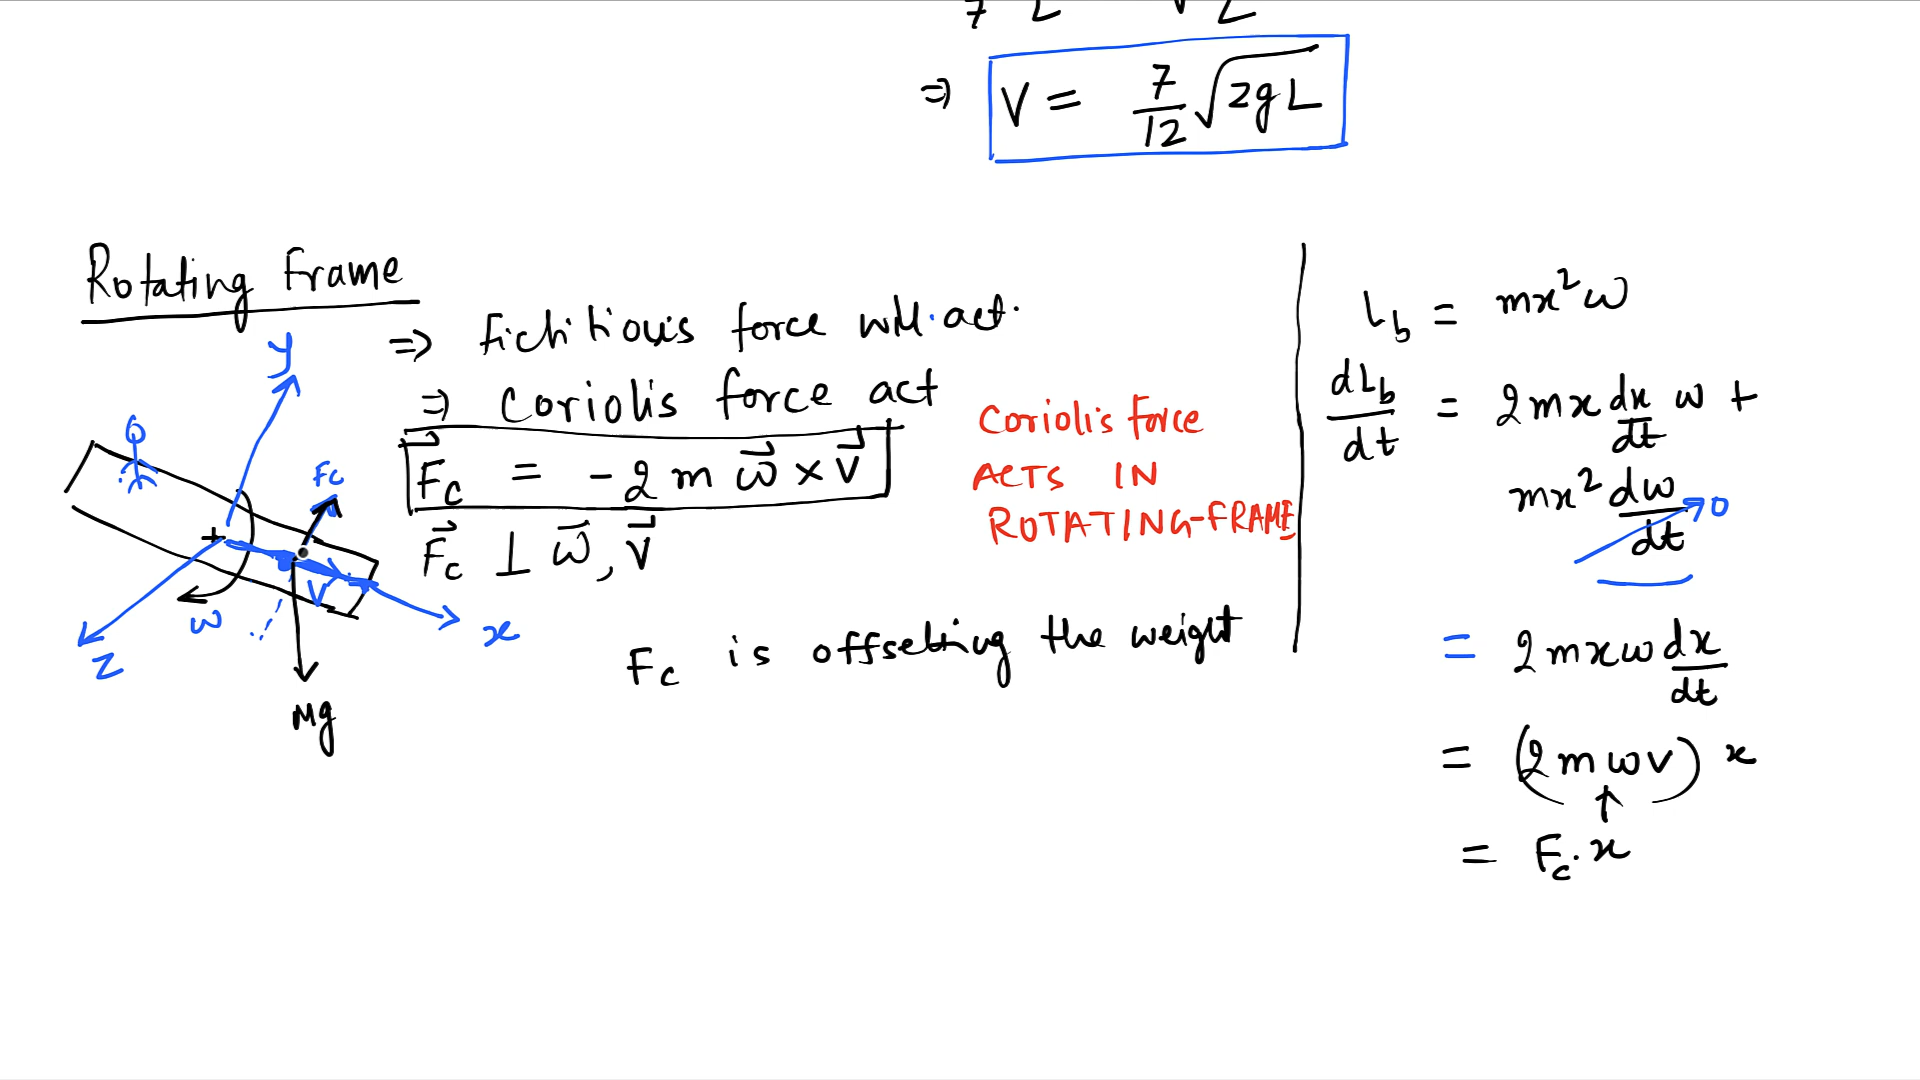 ⇒ V = 7/12 √2gL
Rotating Frame
⇒ Fictitious force will act.
⇒ Coriolis force act
F⃗c = -2m ω⃗ × v⃗
F⃗c ⊥ ω⃗, v⃗
Fc is offsetting the weight
Coriolis force
ACTS IN
ROTATING-FRAME
y
Fc
V
ω
x
z
Mg
Lb = mx²ω
dLb/dt = 2mx dx/dt ω +
mx² dω/dt → 0
= 2mxω dx/dt
= (2mωv) x
↑
= Fc·x